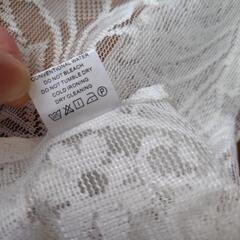 CONVENTIONAL WATER
DO NOT BLEACH
DO NOT TUMBLE DRY
COLD IRONING
DRY CLEANING